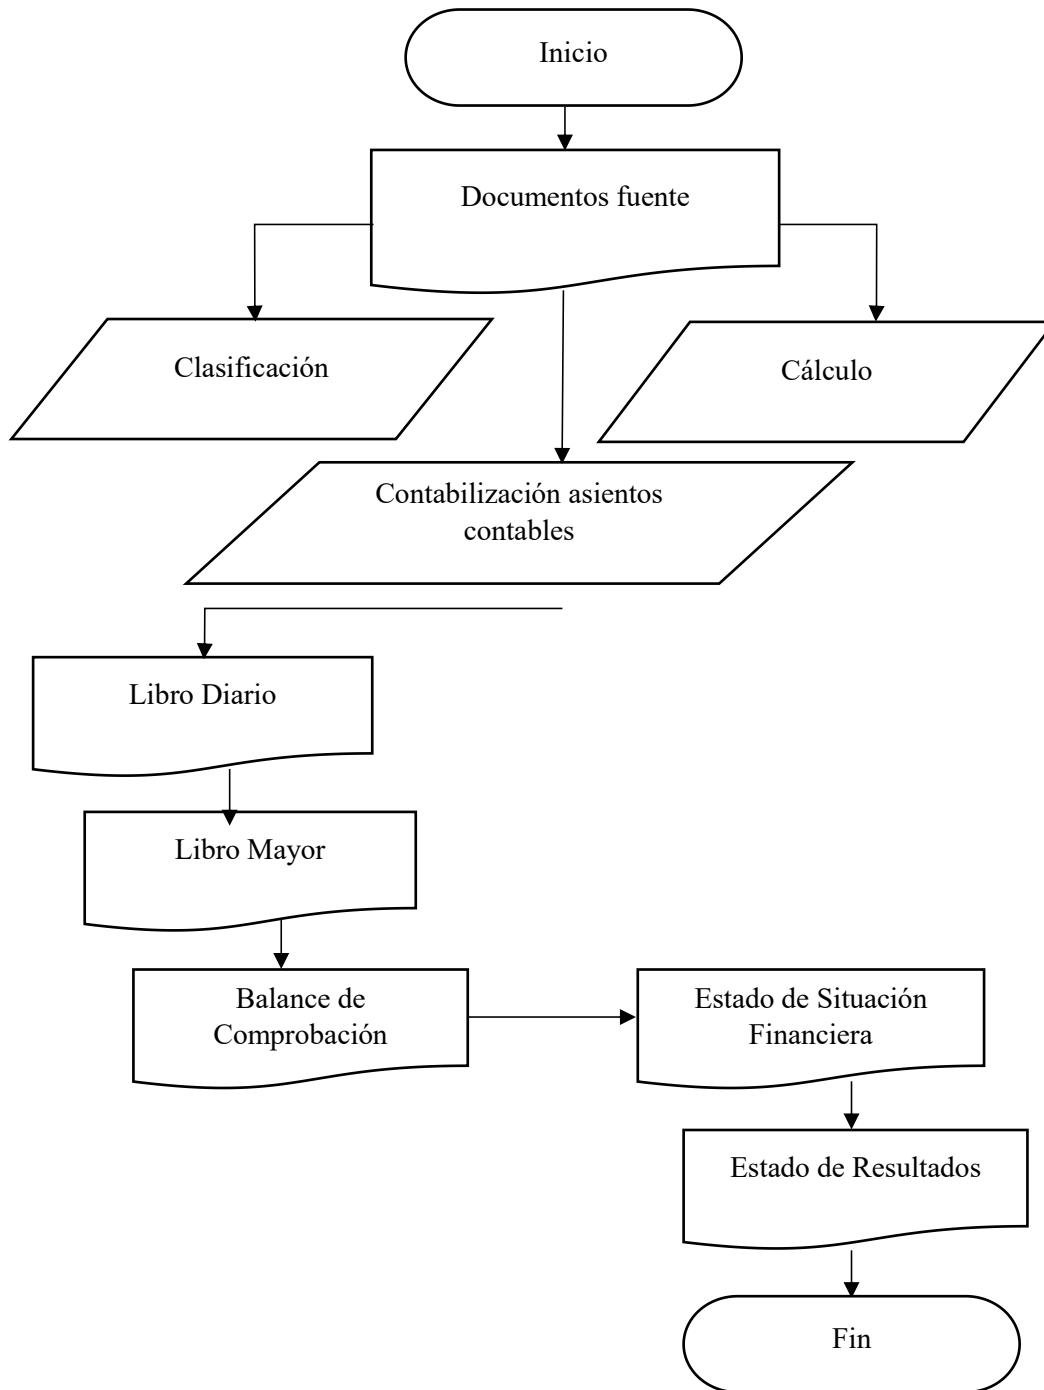 Inicio
Documentos fuente
Clasificación
Cálculo
Contabilización asientos
contables
Libro Diario
Libro Mayor
Balance de
Comprobación
Estado de Situación
Financiera
Estado de Resultados
Fin